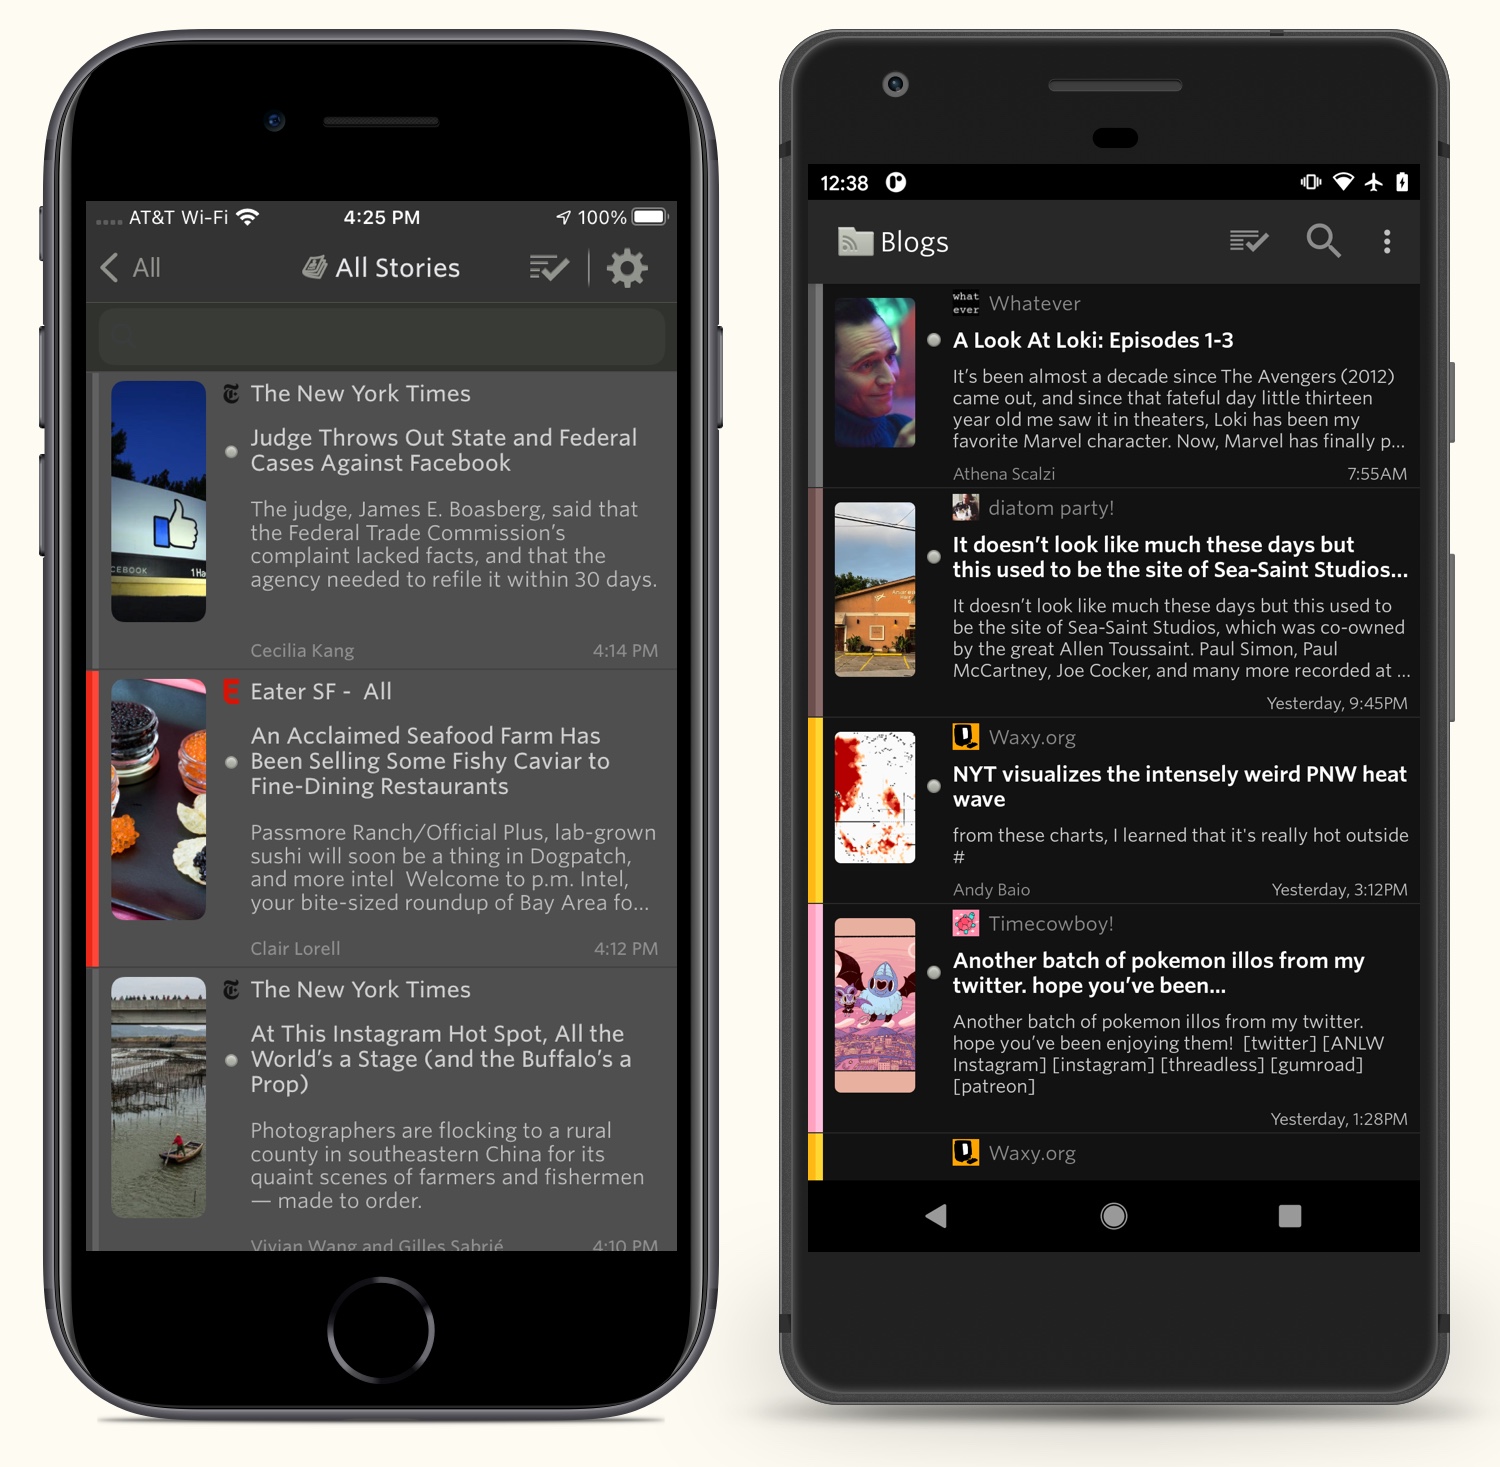 AT&T Wi-Fi 4:25 PM 100%
All All Stories
The New York Times
Judge Throws Out State and Federal
Cases Against Facebook
The judge, James E. Boasberg, said that
the Federal Trade Commission's
complaint lacked facts, and that the
agency needed to refile it within 30 days.
CEBOOK 1 Ha
Cecilia Kang 4:14 PM
E Eater SF - All
An Acclaimed Seafood Farm Has
Been Selling Some Fishy Caviar to
Fine-Dining Restaurants
Passmore Ranch/Official Plus, lab-grown
sushi will soon be a thing in Dogpatch,
and more intel Welcome to p.m. Intel,
your bite-sized roundup of Bay Area fo...
Clair Lorell 4:12 PM
The New York Times
At This Instagram Hot Spot, All the
World's a Stage (and the Buffalo's a
Prop)
Photographers are flocking to a rural
county in southeastern China for its
quaint scenes of farmers and fishermen
— made to order.
Vivian Wang and Gilles Sabrié 4:10 PM
12:38
Blogs
what
ever
Whatever
A Look At Loki: Episodes 1-3
It's been almost a decade since The Avengers (2012)
came out, and since that fateful day little thirteen
year old me saw it in theaters, Loki has been my
favorite Marvel character. Now, Marvel has finally p...
Athena Scalzi 7:55AM
diatom party!
It doesn't look like much these days but
this used to be the site of Sea-Saint Studios...
It doesn't look like much these days but this used to
be the site of Sea-Saint Studios, which was co-owned
by the great Allen Toussaint. Paul Simon, Paul
McCartney, Joe Cocker, and many more recorded at ...
Yesterday, 9:45PM
Waxy.org
NYT visualizes the intensely weird PNW heat
wave
from these charts, I learned that it's really hot outside
#
Andy Baio Yesterday, 3:12PM
Timecowboy!
Another batch of pokemon illos from my
twitter. hope you've been...
Another batch of pokemon illos from my twitter.
hope you've been enjoying them! [twitter] [ANLW
Instagram] [instagram] [threadless] [gumroad]
[patreon]
Yesterday, 1:28PM
Waxy.org